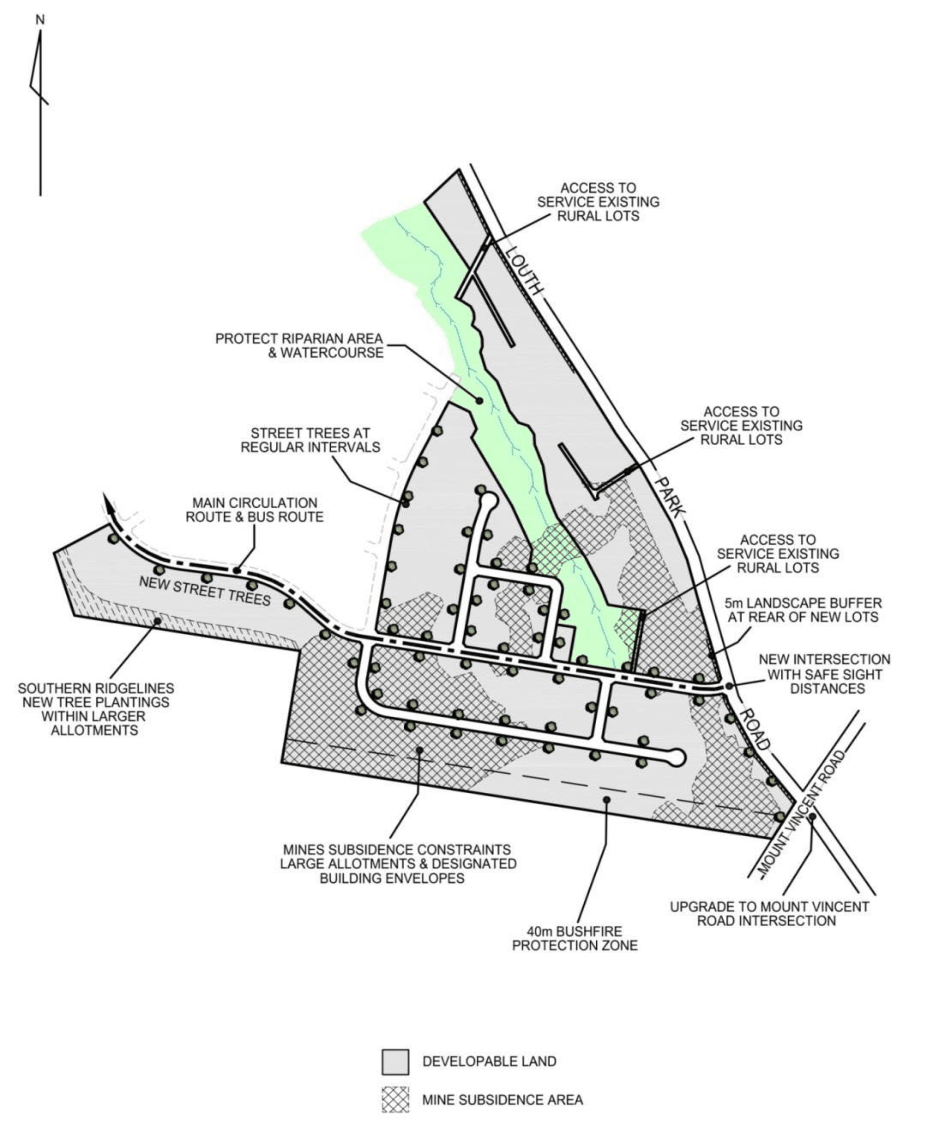 N
ACCESS TO
SERVICE EXISTING
RURAL LOTS
LOUTH
PROTECT RIPARIAN AREA
& WATERCOURSE
ACCESS TO
SERVICE EXISTING
RURAL LOTS
STREET TREES AT
REGULAR INTERVALS
PARK
MAIN CIRCULATION
ROUTE & BUS ROUTE
ACCESS TO
SERVICE EXISTING
RURAL LOTS
NEW STREET TREES
5m LANDSCAPE BUFFER
AT REAR OF NEW LOTS
NEW INTERSECTION
WITH SAFE SIGHT
DISTANCES
SOUTHERN RIDGELINES
NEW TREE PLANTINGS
WITHIN LARGER
ALLOTMENTS
ROAD
MOUNT VINCENT ROAD
MINES SUBSIDENCE CONSTRAINTS
LARGE ALLOTMENTS & DESIGNATED
BUILDING ENVELOPES
UPGRADE TO MOUNT VINCENT
ROAD INTERSECTION
40m BUSHFIRE
PROTECTION ZONE
DEVELOPABLE LAND
MINE SUBSIDENCE AREA